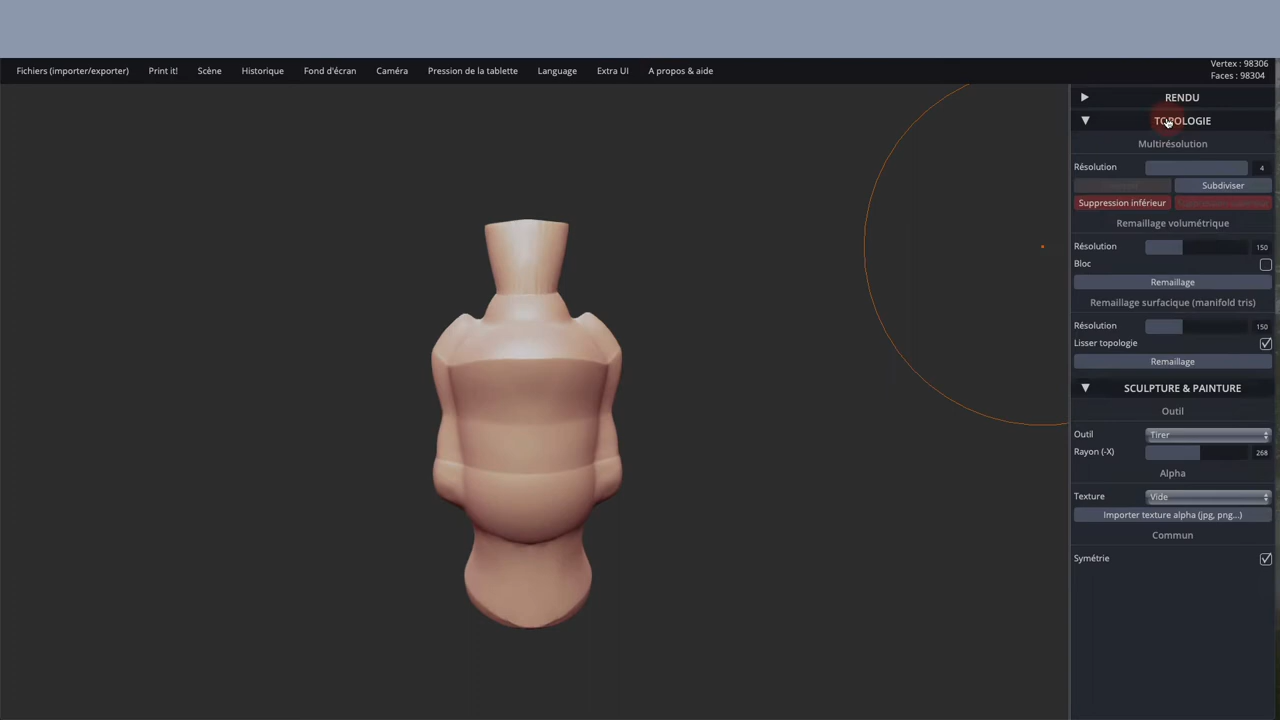 Fichiers (importer/exporter) Print it! Scène Historique Fond d'écran Caméra Pression de la tablette Language Extra UI A propos & aide
Vertex : 98306
Faces : 98304
RENDU
TOPOLOGIE
Multirésolution
Résolution 4
Subdiviser
Suppression inférieur
Remaillage volumétrique
Résolution 150
Bloc
Remaillage
Remaillage surfacique (manifold tris)
Résolution 150
Lisser topologie
Remaillage
SCULPTURE & PAINTURE
Outil
Outil Tirer
Rayon (-X) 268
Alpha
Texture Vide
Importer texture alpha (jpg, png...)
Commun
Symétrie